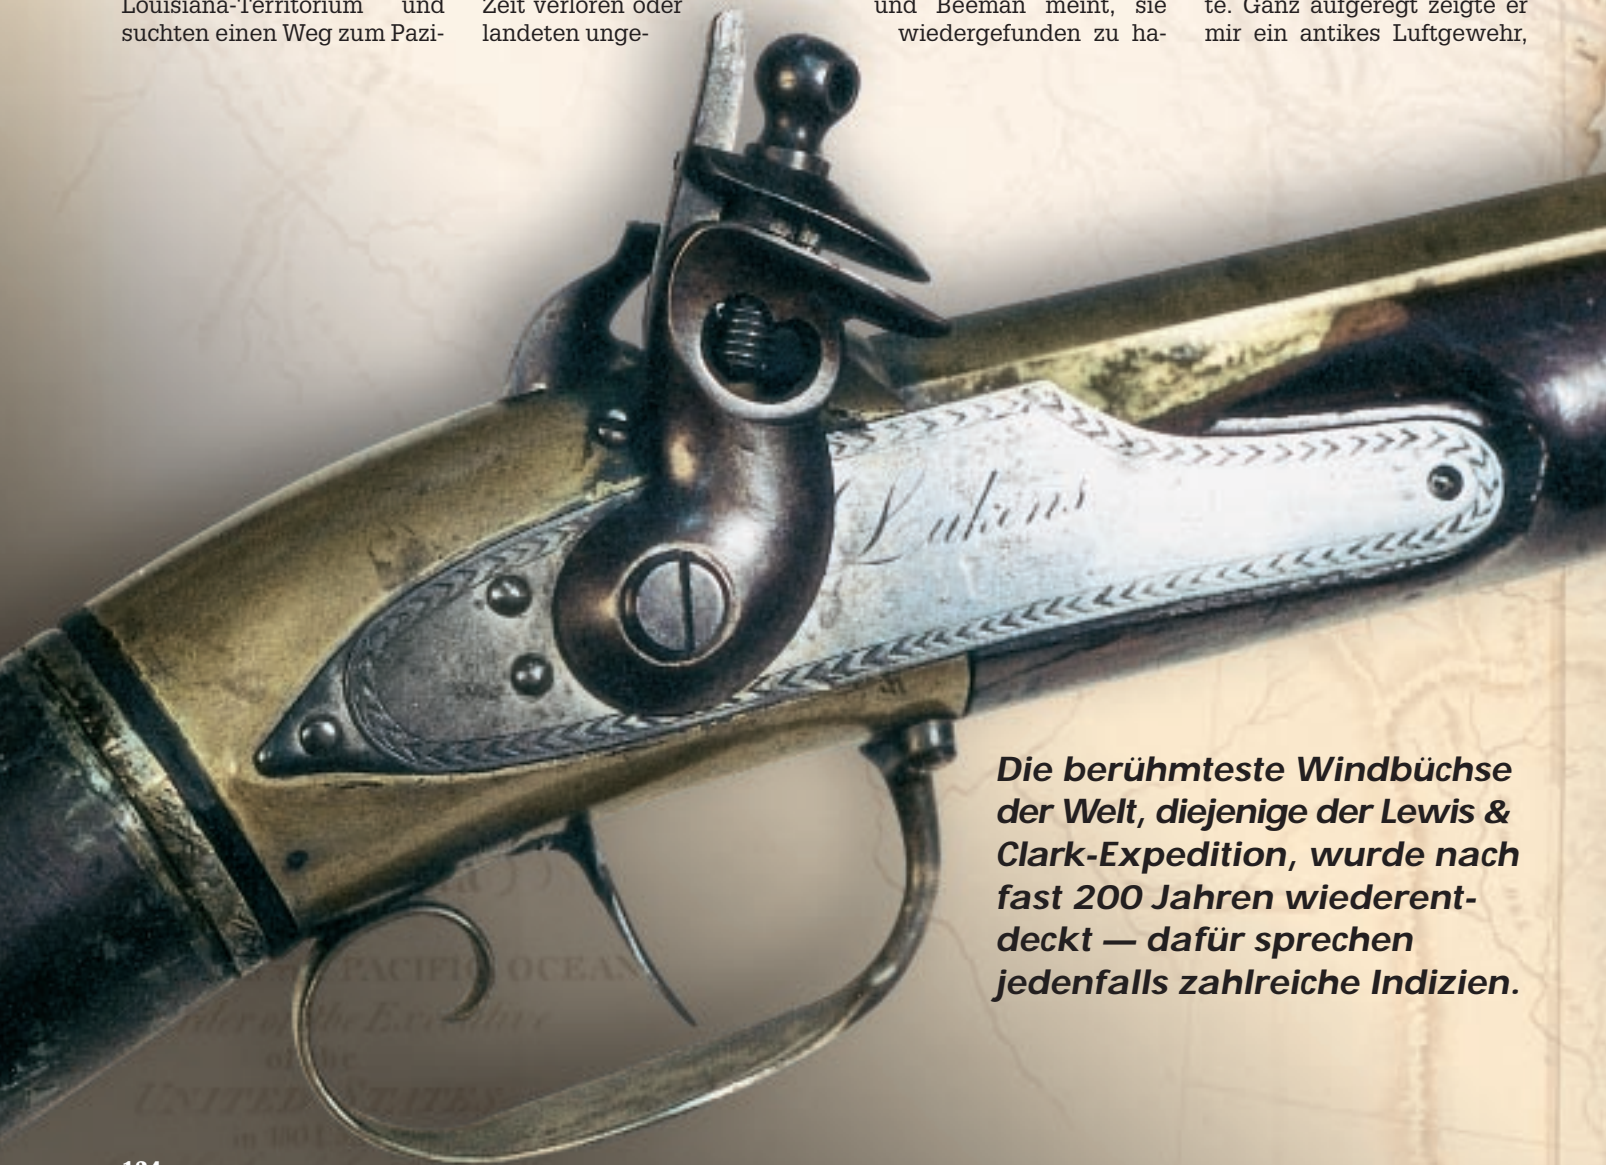 Louisiana-Territorium und
suchten einen Weg zum Pazi-
Zeit verloren oder
landeten unge-
und Beeman meint, sie
wiedergefunden zu ha-
te. Ganz aufgeregt zeigte er
mir ein antikes Luftgewehr,
Lukens
Die berühmteste Windbüchse
der Welt, diejenige der Lewis &
Clark-Expedition, wurde nach
fast 200 Jahren wiederent-
deckt — dafür sprechen
jedenfalls zahlreiche Indizien.
PACIFIC OCEAN
of the Executive
of the
UNITED STATES